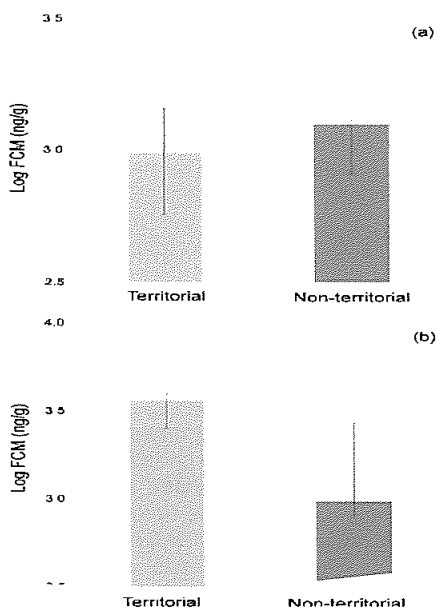 3.5
(a)
Log FCM (ng/g)
3.0
2.5
Territorial Non-territorial
4.0
(b)
Log FCM (ng/g)
3.5
3.0
Territorial Non-territorial